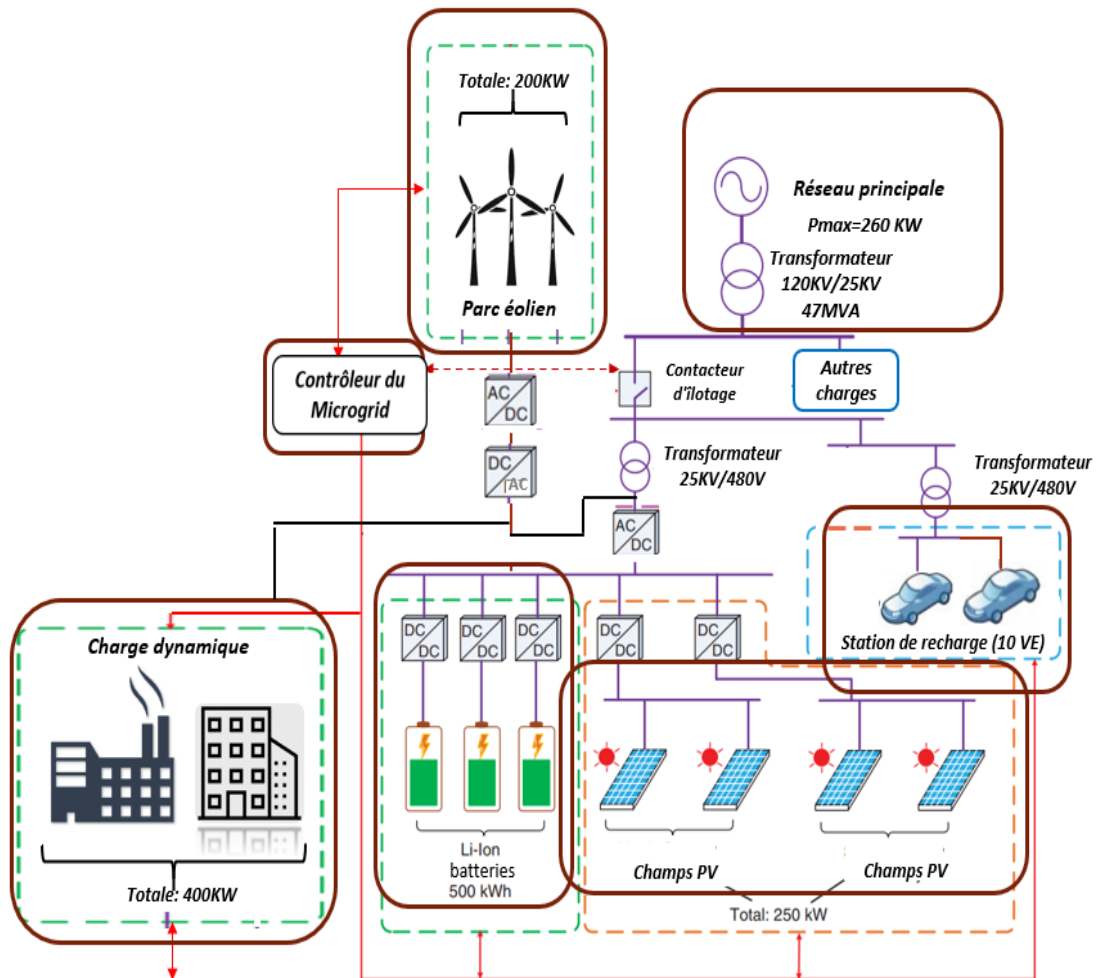 Totale: 200KW
Parc éolien
Réseau principale
Pmax=260 KW
Transformateur
120KV/25KV
47MVA
Contrôleur du
Microgrid
Contacteur
d'îlotage
Autres
charges
AC
DC
DC
AC
Transformateur
25KV/480V
Transformateur
25KV/480V
AC
DC
Charge dynamique
Totale: 400KW
DC
DC
DC
DC
DC
DC
DC
DC
DC
DC
Station de recharge (10 VE)
Li-Ion
batteries
500 kWh
Champs PV
Champs PV
Total: 250 kW